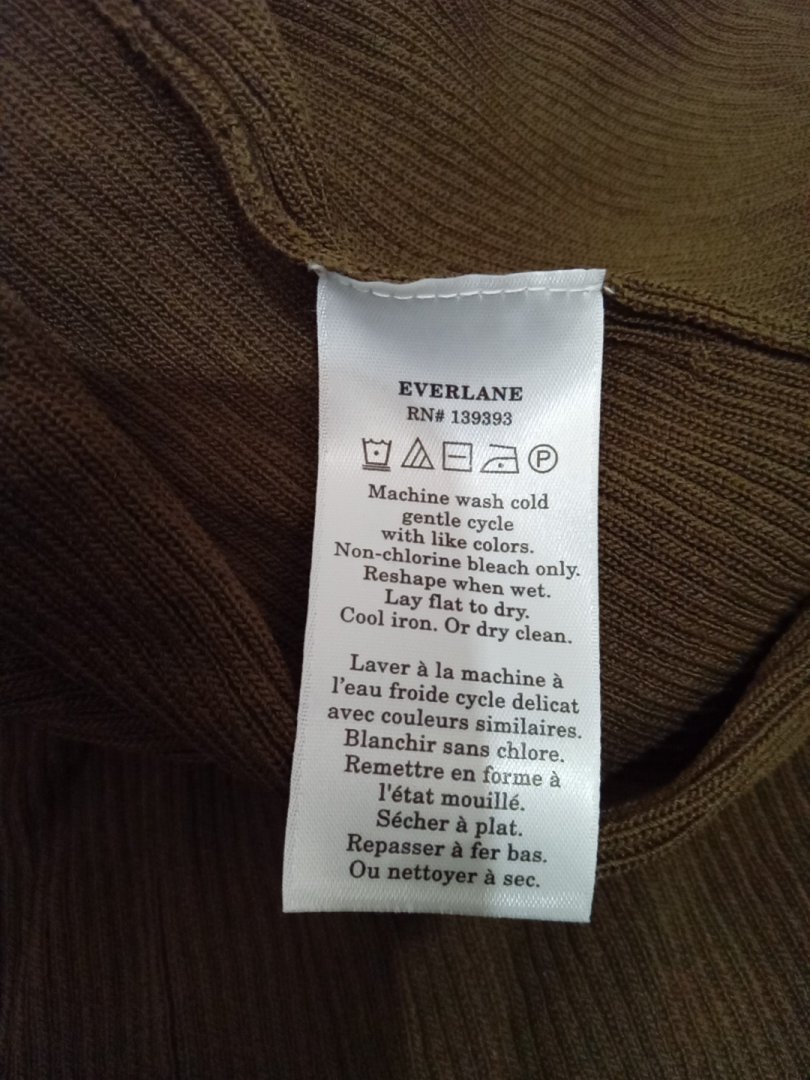 EVERLANE
RN# 139393
P
Machine wash cold
gentle cycle
with like colors.
Non-chlorine bleach only.
Reshape when wet.
Lay flat to dry.
Cool iron. Or dry clean.
Laver à la machine à
l'eau froide cycle delicat
avec couleurs similaires.
Blanchir sans chlore.
Remettre en forme à
l'état mouillé.
Sécher à plat.
Repasser à fer bas.
Ou nettoyer à sec.